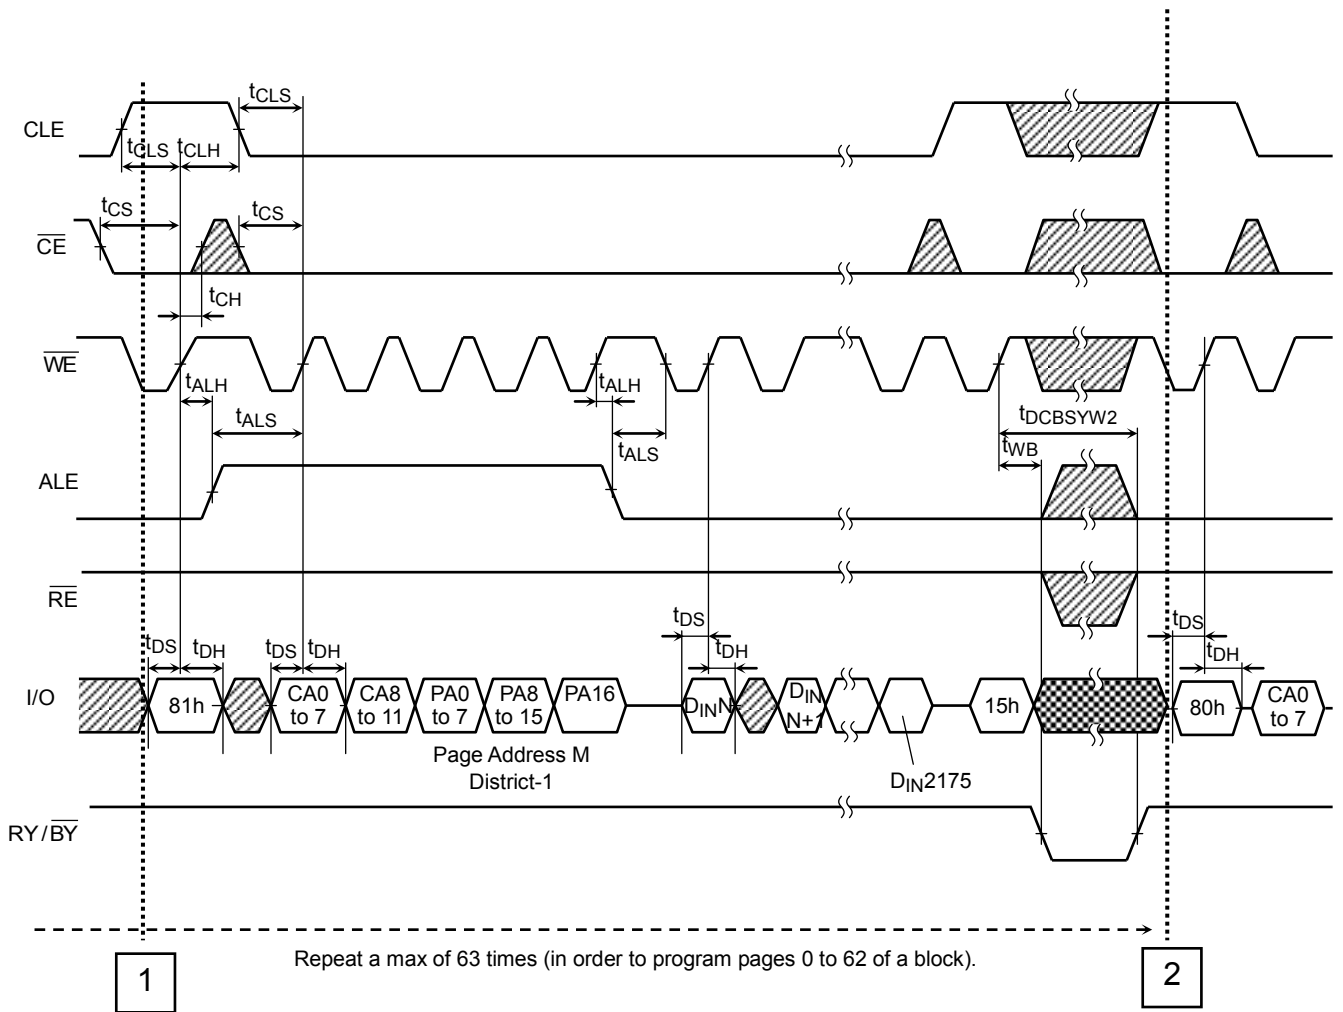 tCLS
CLE
tCLS tCLH
tCS tCS
CE
tCH
WE
tALH tALH
tALS tDCBSYW2
tALS tWB
ALE
RE
tDS tDH tDS tDH tDS tDH tDS tDH
I/O
81h CA0 to 7 CA8 to 11 PA0 to 7 PA8 to 15 PA16 DINN DIN N+1 15h 80h CA0 to 7
Page Address M
District-1
DIN2175
RY/BY
1 2
Repeat a max of 63 times (in order to program pages 0 to 62 of a block).